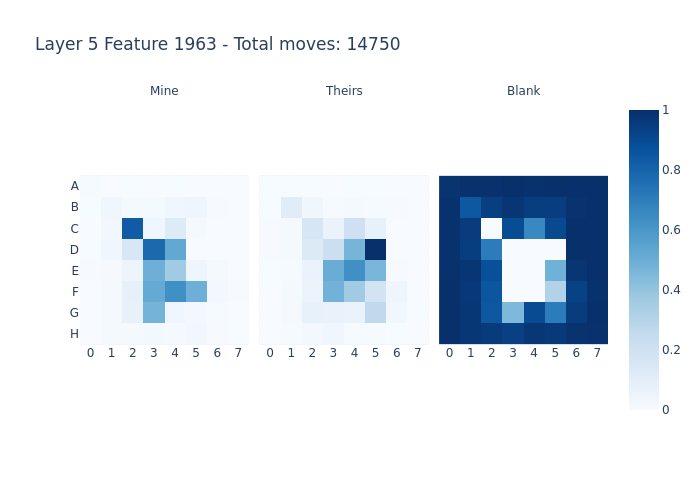 Layer 5 Feature 1963 - Total moves: 14750
Mine Theirs Blank
1
0.8
0.6
0.4
0.2
0
A
B
C
D
E
F
G
H
0 1 2 3 4 5 6 7 0 1 2 3 4 5 6 7 0 1 2 3 4 5 6 7